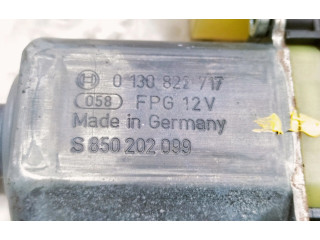 0 130 822 717
058 FPG 12V
Made in Germany
S 850 202 099